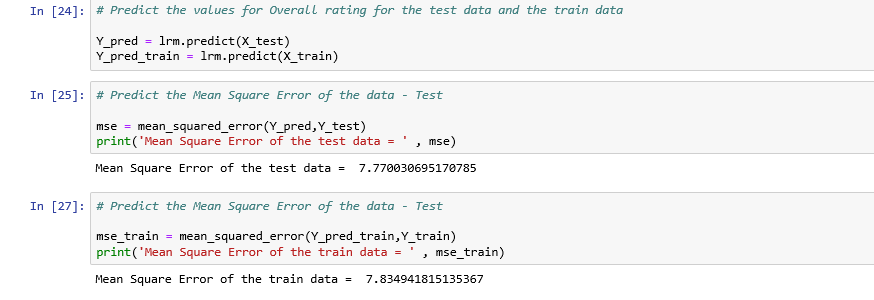 In [24]: # Predict the values for Overall rating for the test data and the train data
Y_pred = lrm.predict(X_test)
Y_pred_train = lrm.predict(X_train)
In [25]: # Predict the Mean Square Error of the data - Test
mse = mean_squared_error(Y_pred,Y_test)
print('Mean Square Error of the test data = ' , mse)
Mean Square Error of the test data =  7.770030695170785
In [27]: # Predict the Mean Square Error of the data - Test
mse_train = mean_squared_error(Y_pred_train,Y_train)
print('Mean Square Error of the train data = ' , mse_train)
Mean Square Error of the train data =  7.834941815135367